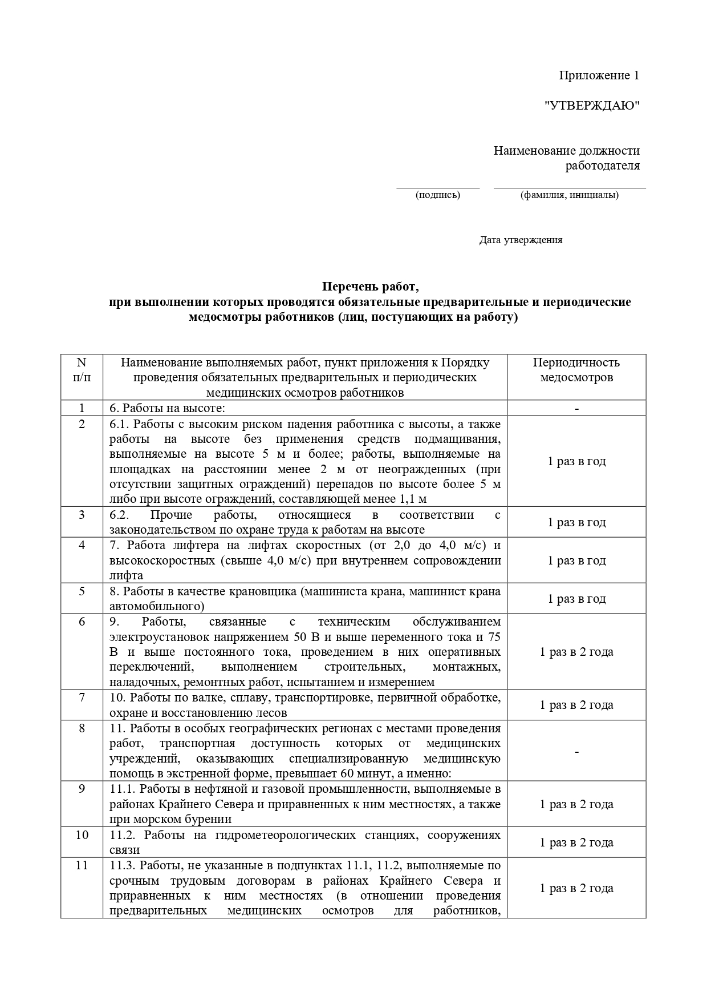 Приложение 1
"УТВЕРЖДАЮ"
Наименование должности
работодателя
(подпись) (фамилия, инициалы)
Дата утверждения
Перечень работ,
при выполнении которых проводятся обязательные предварительные и периодические
медосмотры работников (лиц, поступающих на работу)
N
п/п
Наименование выполняемых работ, пункт приложения к Порядку
проведения обязательных предварительных и периодических
медицинских осмотров работников
Периодичность
медосмотров
1
6. Работы на высоте:
-
2
6.1. Работы с высоким риском падения работника с высоты, а также
работы на высоте без применения средств подмащивания,
выполняемые на высоте 5 м и более; работы, выполняемые на
площадках на расстоянии менее 2 м от неогражденных (при
отсутствии защитных ограждений) перепадов по высоте более 5 м
либо при высоте ограждений, составляющей менее 1,1 м
1 раз в год
3
6.2. Прочие работы, относящиеся в соответствии с
законодательством по охране труда к работам на высоте
1 раз в год
4
7. Работа лифтера на лифтах скоростных (от 2,0 до 4,0 м/с) и
высокоскоростных (свыше 4,0 м/с) при внутреннем сопровождении
лифта
1 раз в год
5
8. Работы в качестве крановщика (машиниста крана, машинист крана
автомобильного)
1 раз в год
6
9. Работы, связанные с техническим обслуживанием
электроустановок напряжением 50 В и выше переменного тока и 75
В и выше постоянного тока, проведением в них оперативных
переключений, выполнением строительных, монтажных,
наладочных, ремонтных работ, испытанием и измерением
1 раз в 2 года
7
10. Работы по валке, сплаву, транспортировке, первичной обработке,
охране и восстановлению лесов
1 раз в 2 года
8
11. Работы в особых географических регионах с местами проведения
работ, транспортная доступность которых от медицинских
учреждений, оказывающих специализированную медицинскую
помощь в экстренной форме, превышает 60 минут, а именно:
-
9
11.1. Работы в нефтяной и газовой промышленности, выполняемые в
районах Крайнего Севера и приравненных к ним местностях, а также
при морском бурении
1 раз в 2 года
10
11.2. Работы на гидрометеорологических станциях, сооружениях
связи
1 раз в 2 года
11
11.3. Работы, не указанные в подпунктах 11.1, 11.2, выполняемые по
срочным трудовым договорам в районах Крайнего Севера и
приравненных к ним местностях (в отношении проведения
предварительных медицинских осмотров для работников,
1 раз в 2 года